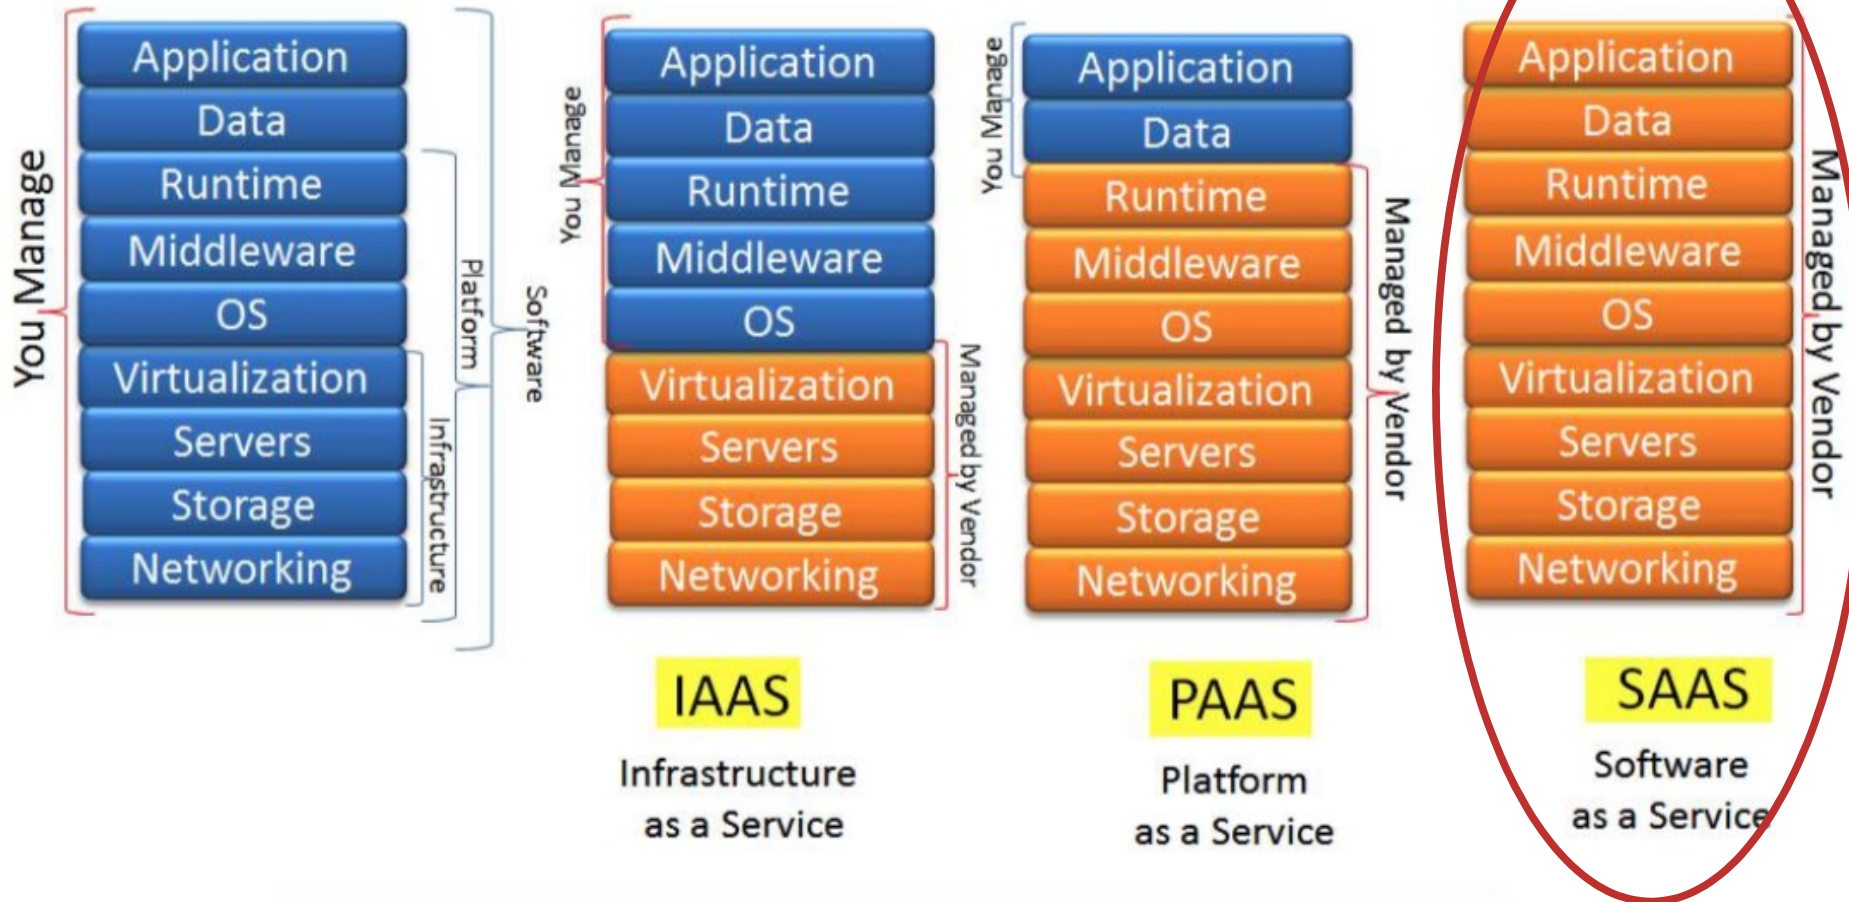 You Manage
Application
Data
Runtime
Middleware
OS
Virtualization
Servers
Storage
Networking
Infrastructure
Platform
Software
You Manage
Application
Data
Runtime
Middleware
OS
Virtualization
Servers
Storage
Networking
Managed by Vendor
IAAS
Infrastructure
as a Service
You Manage
Application
Data
Runtime
Middleware
OS
Virtualization
Servers
Storage
Networking
Managed by Vendor
PAAS
Platform
as a Service
Application
Data
Runtime
Middleware
OS
Virtualization
Servers
Storage
Networking
Managed by Vendor
SAAS
Software
as a Service